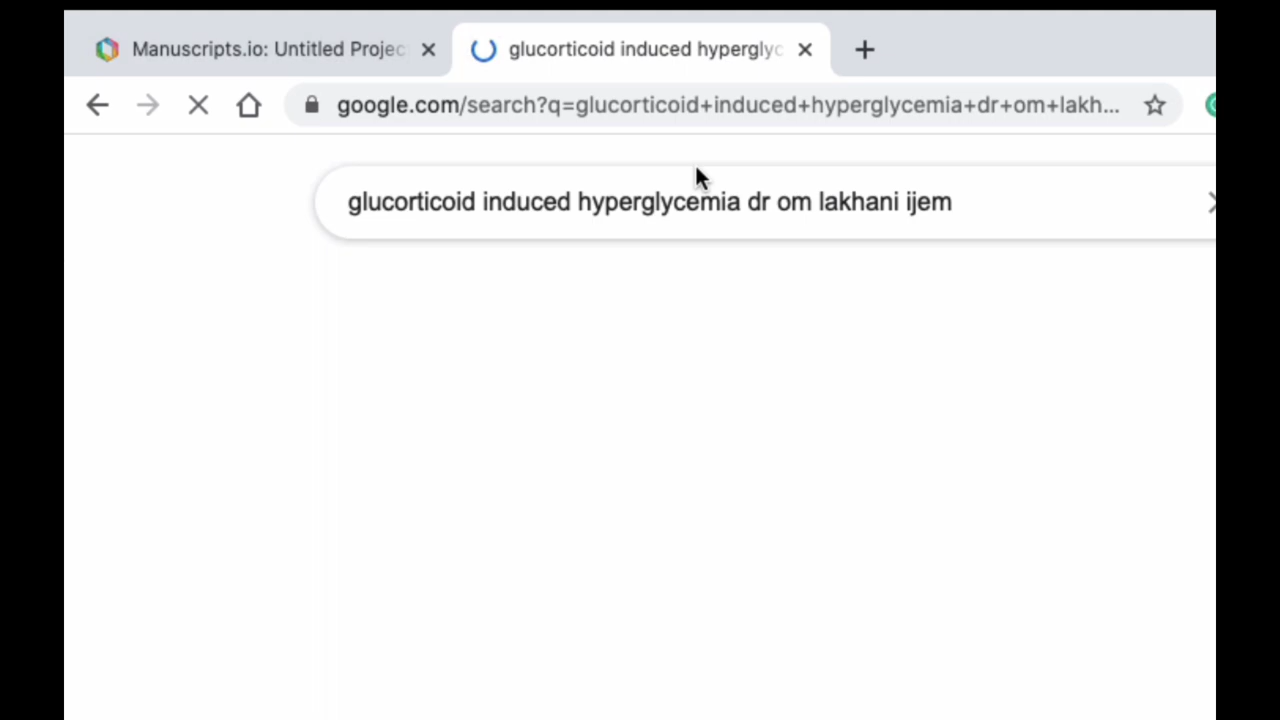 Manuscripts.io: Untitled Projec
glucorticoid induced hyperglyc
google.com/search?q=glucorticoid+induced+hyperglycemia+dr+om+lakh...
glucorticoid induced hyperglycemia dr om lakhani ijem